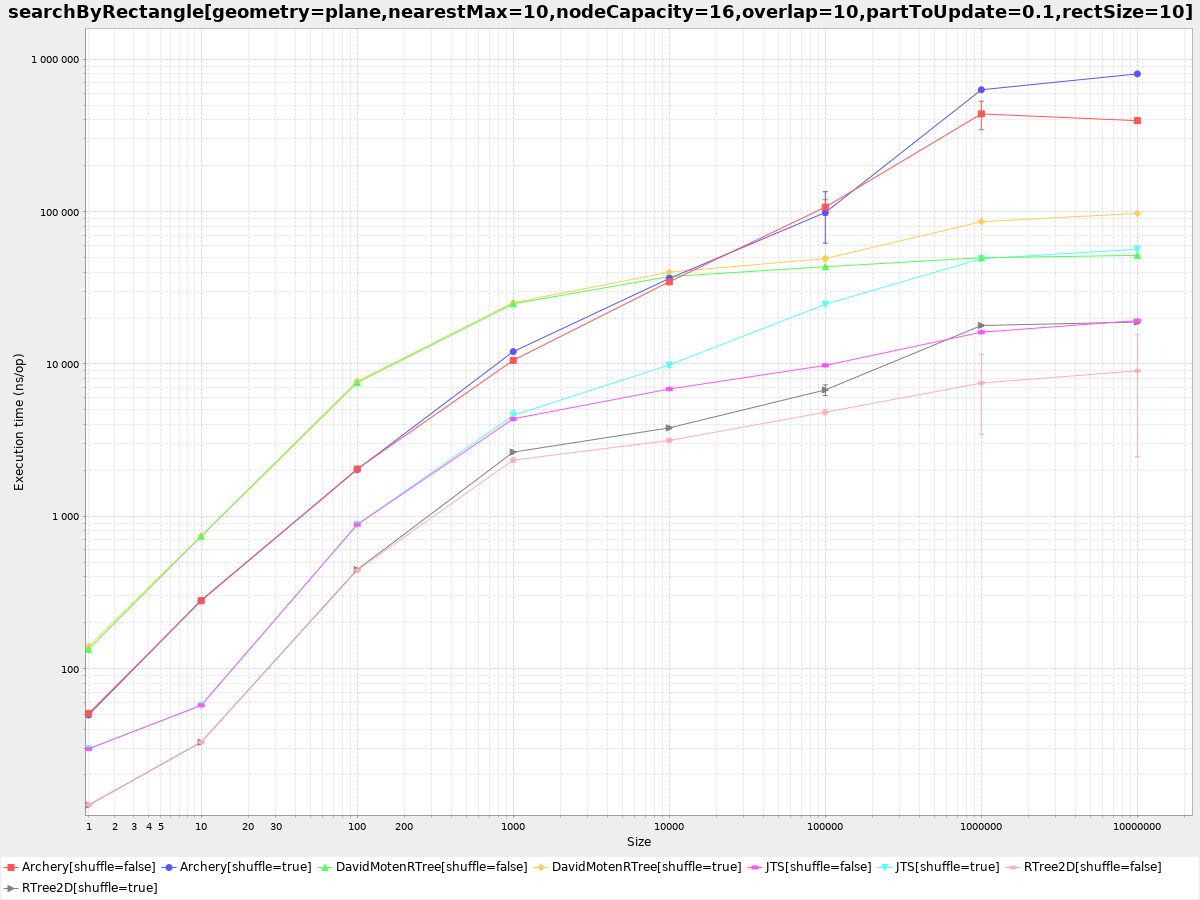 searchByRectangle[geometry=plane,nearestMax=10,nodeCapacity=16,overlap=10,partToUpdate=0.1,rectSize=10]
1 000 000
100 000
10 000
1 000
100
Execution time (ns/op)
1 2 3 4 5 10 20 30 100 200 1000 10000 100000 1000000 10000000
Size
Archery[shuffle=false] Archery[shuffle=true] DavidMotenRTree[shuffle=false] DavidMotenRTree[shuffle=true] JTS[shuffle=false] JTS[shuffle=true] RTree2D[shuffle=false]
RTree2D[shuffle=true]